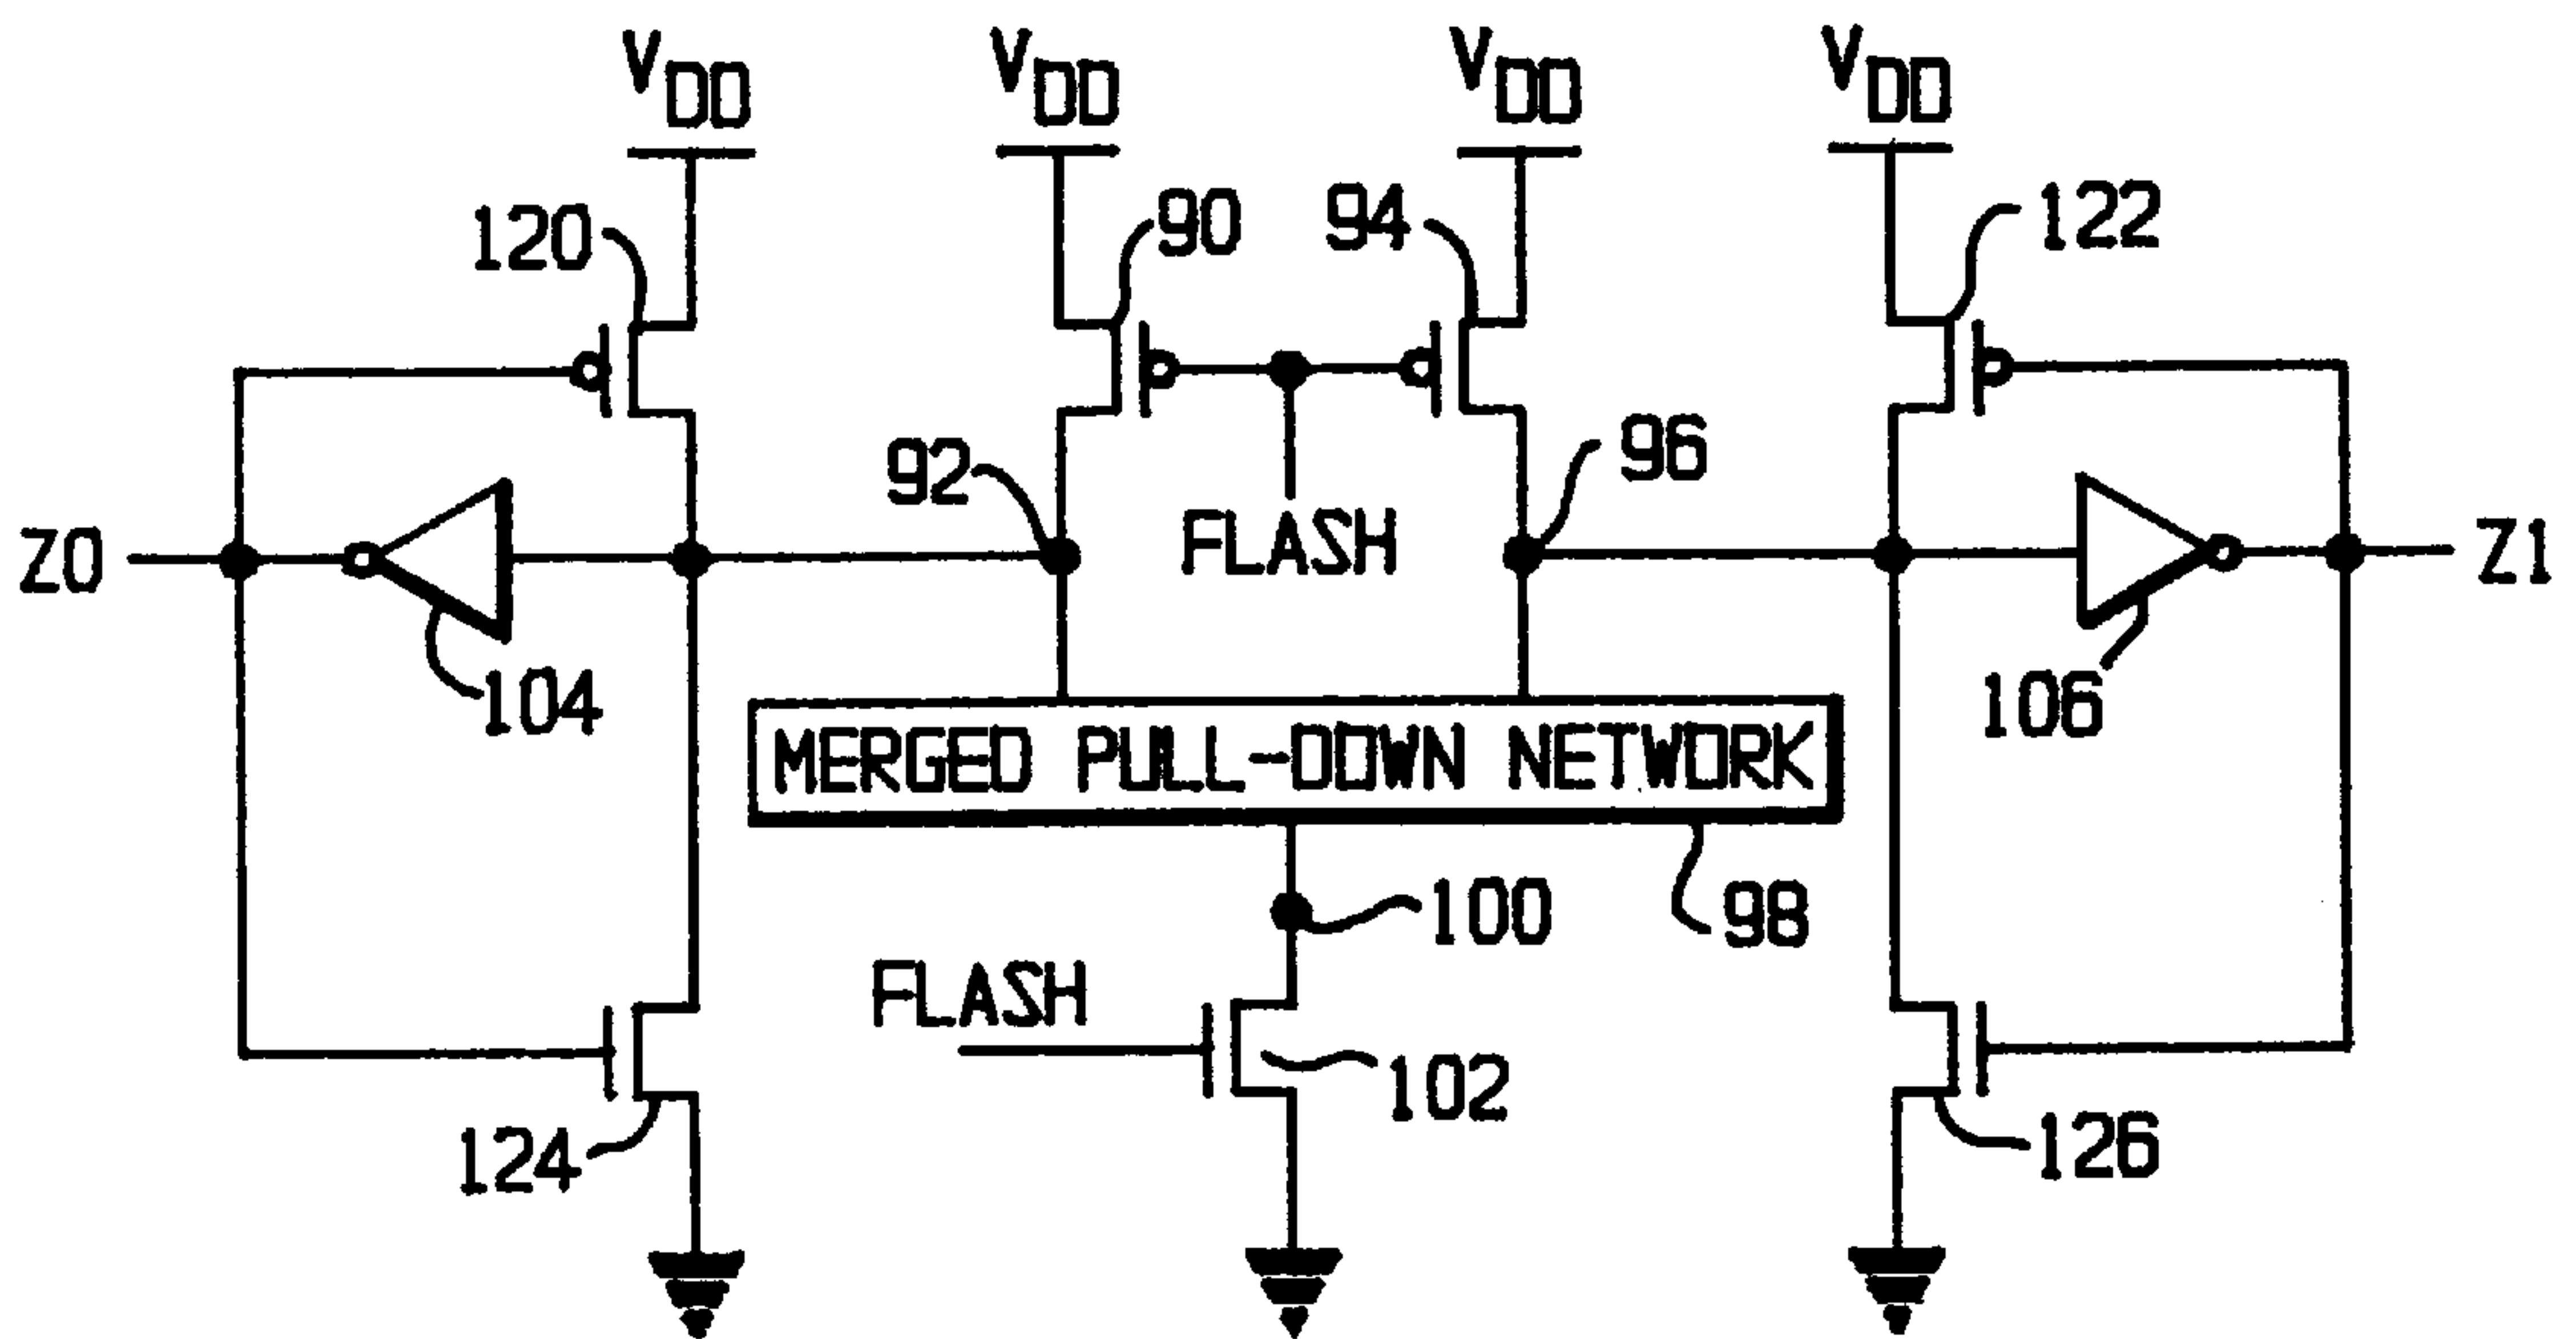 VDD
VDD
VDD
VDD
120
90
94
122
92
96
Z0
FLASH
Z1
104
106
MERGED PULL-DOWN NETWORK
100
98
FLASH
102
124
126